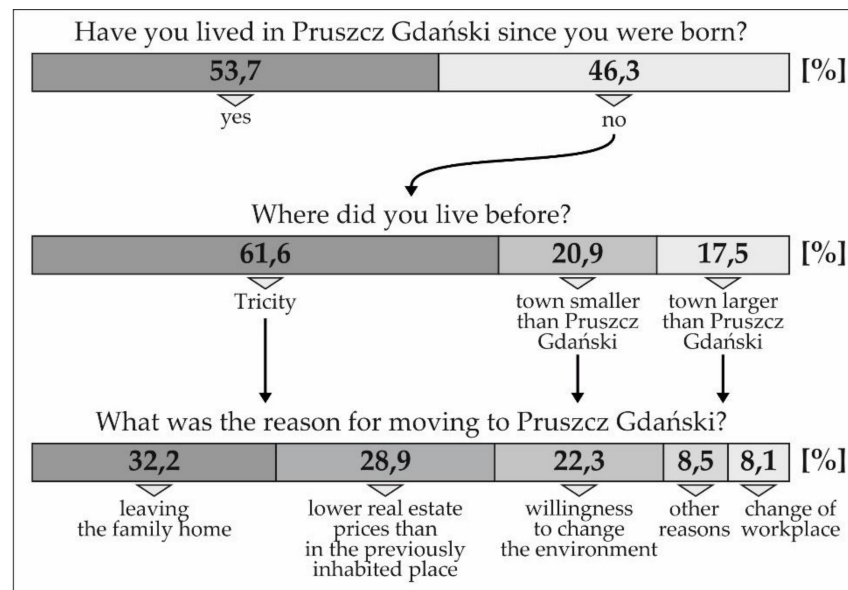 Have you lived in Pruszcz Gdański since you were born?
53,7 46,3 [%]
yes no
Where did you live before?
61,6 20,9 17,5 [%]
Tricity
town smaller
than Pruszcz
Gdański
town larger
than Pruszcz
Gdański
What was the reason for moving to Pruszcz Gdański?
32,2 28,9 22,3 8,5 8,1 [%]
leaving
the family home
lower real estate
prices than
in the previously
inhabited place
willingness
to change
the environment
other
reasons
change of
workplace